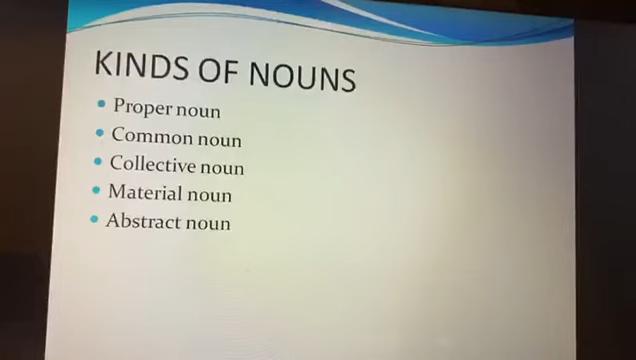 KINDS OF NOUNS
Proper noun
Common noun
Collective noun
Material noun
Abstract noun